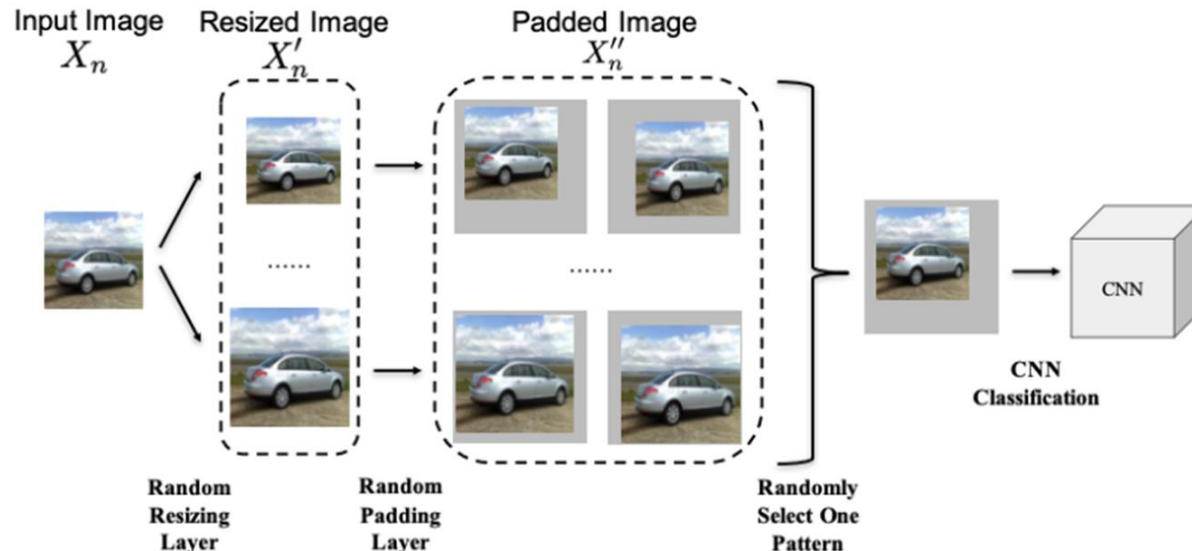 Input Image
Resized Image
Padded Image
X_n
X'_n
X''_n
......
......
CNN
CNN
Classification
Random
Resizing
Layer
Random
Padding
Layer
Randomly
Select One
Pattern